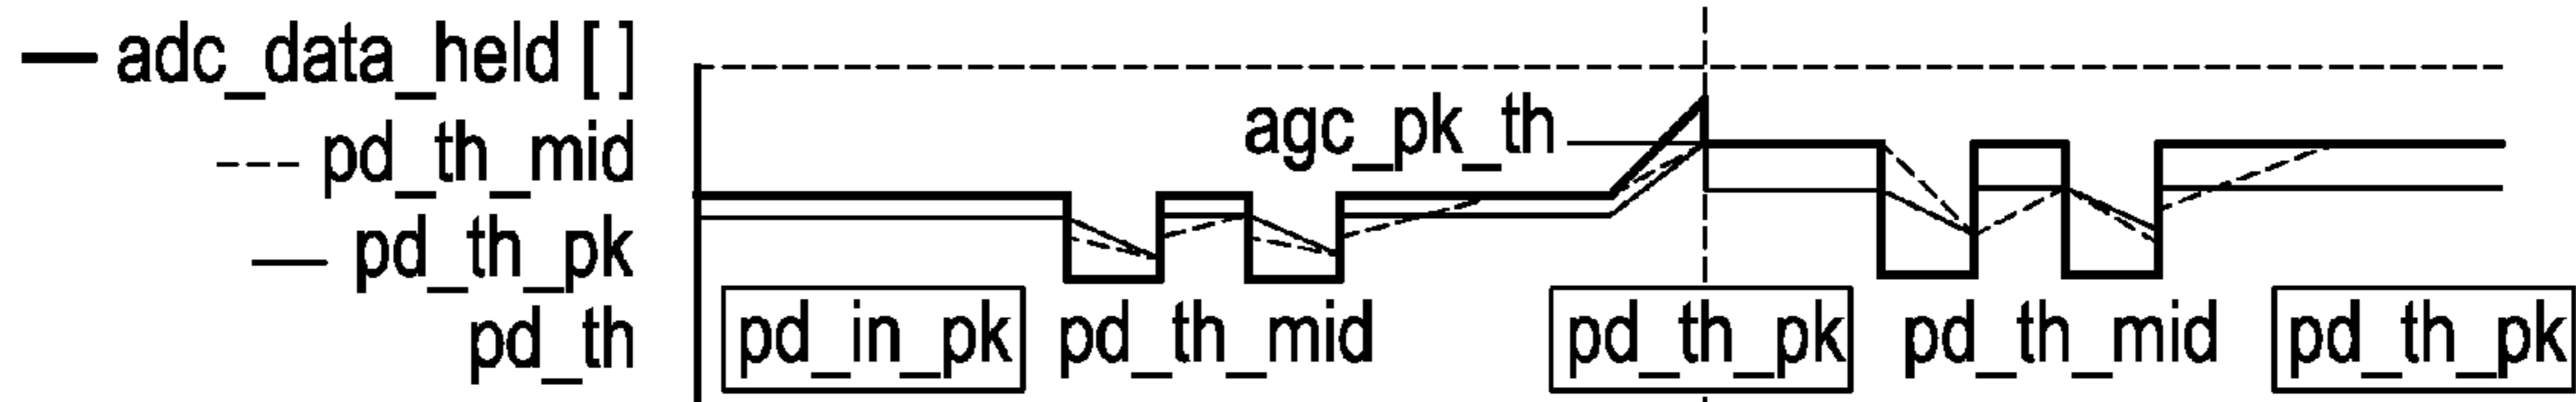 adc_data_held [ ]
pd_th_mid
agc_pk_th
pd_th_pk
pd_th
pd_in_pk pd_th_mid pd_th_pk pd_th_mid pd_th_pk